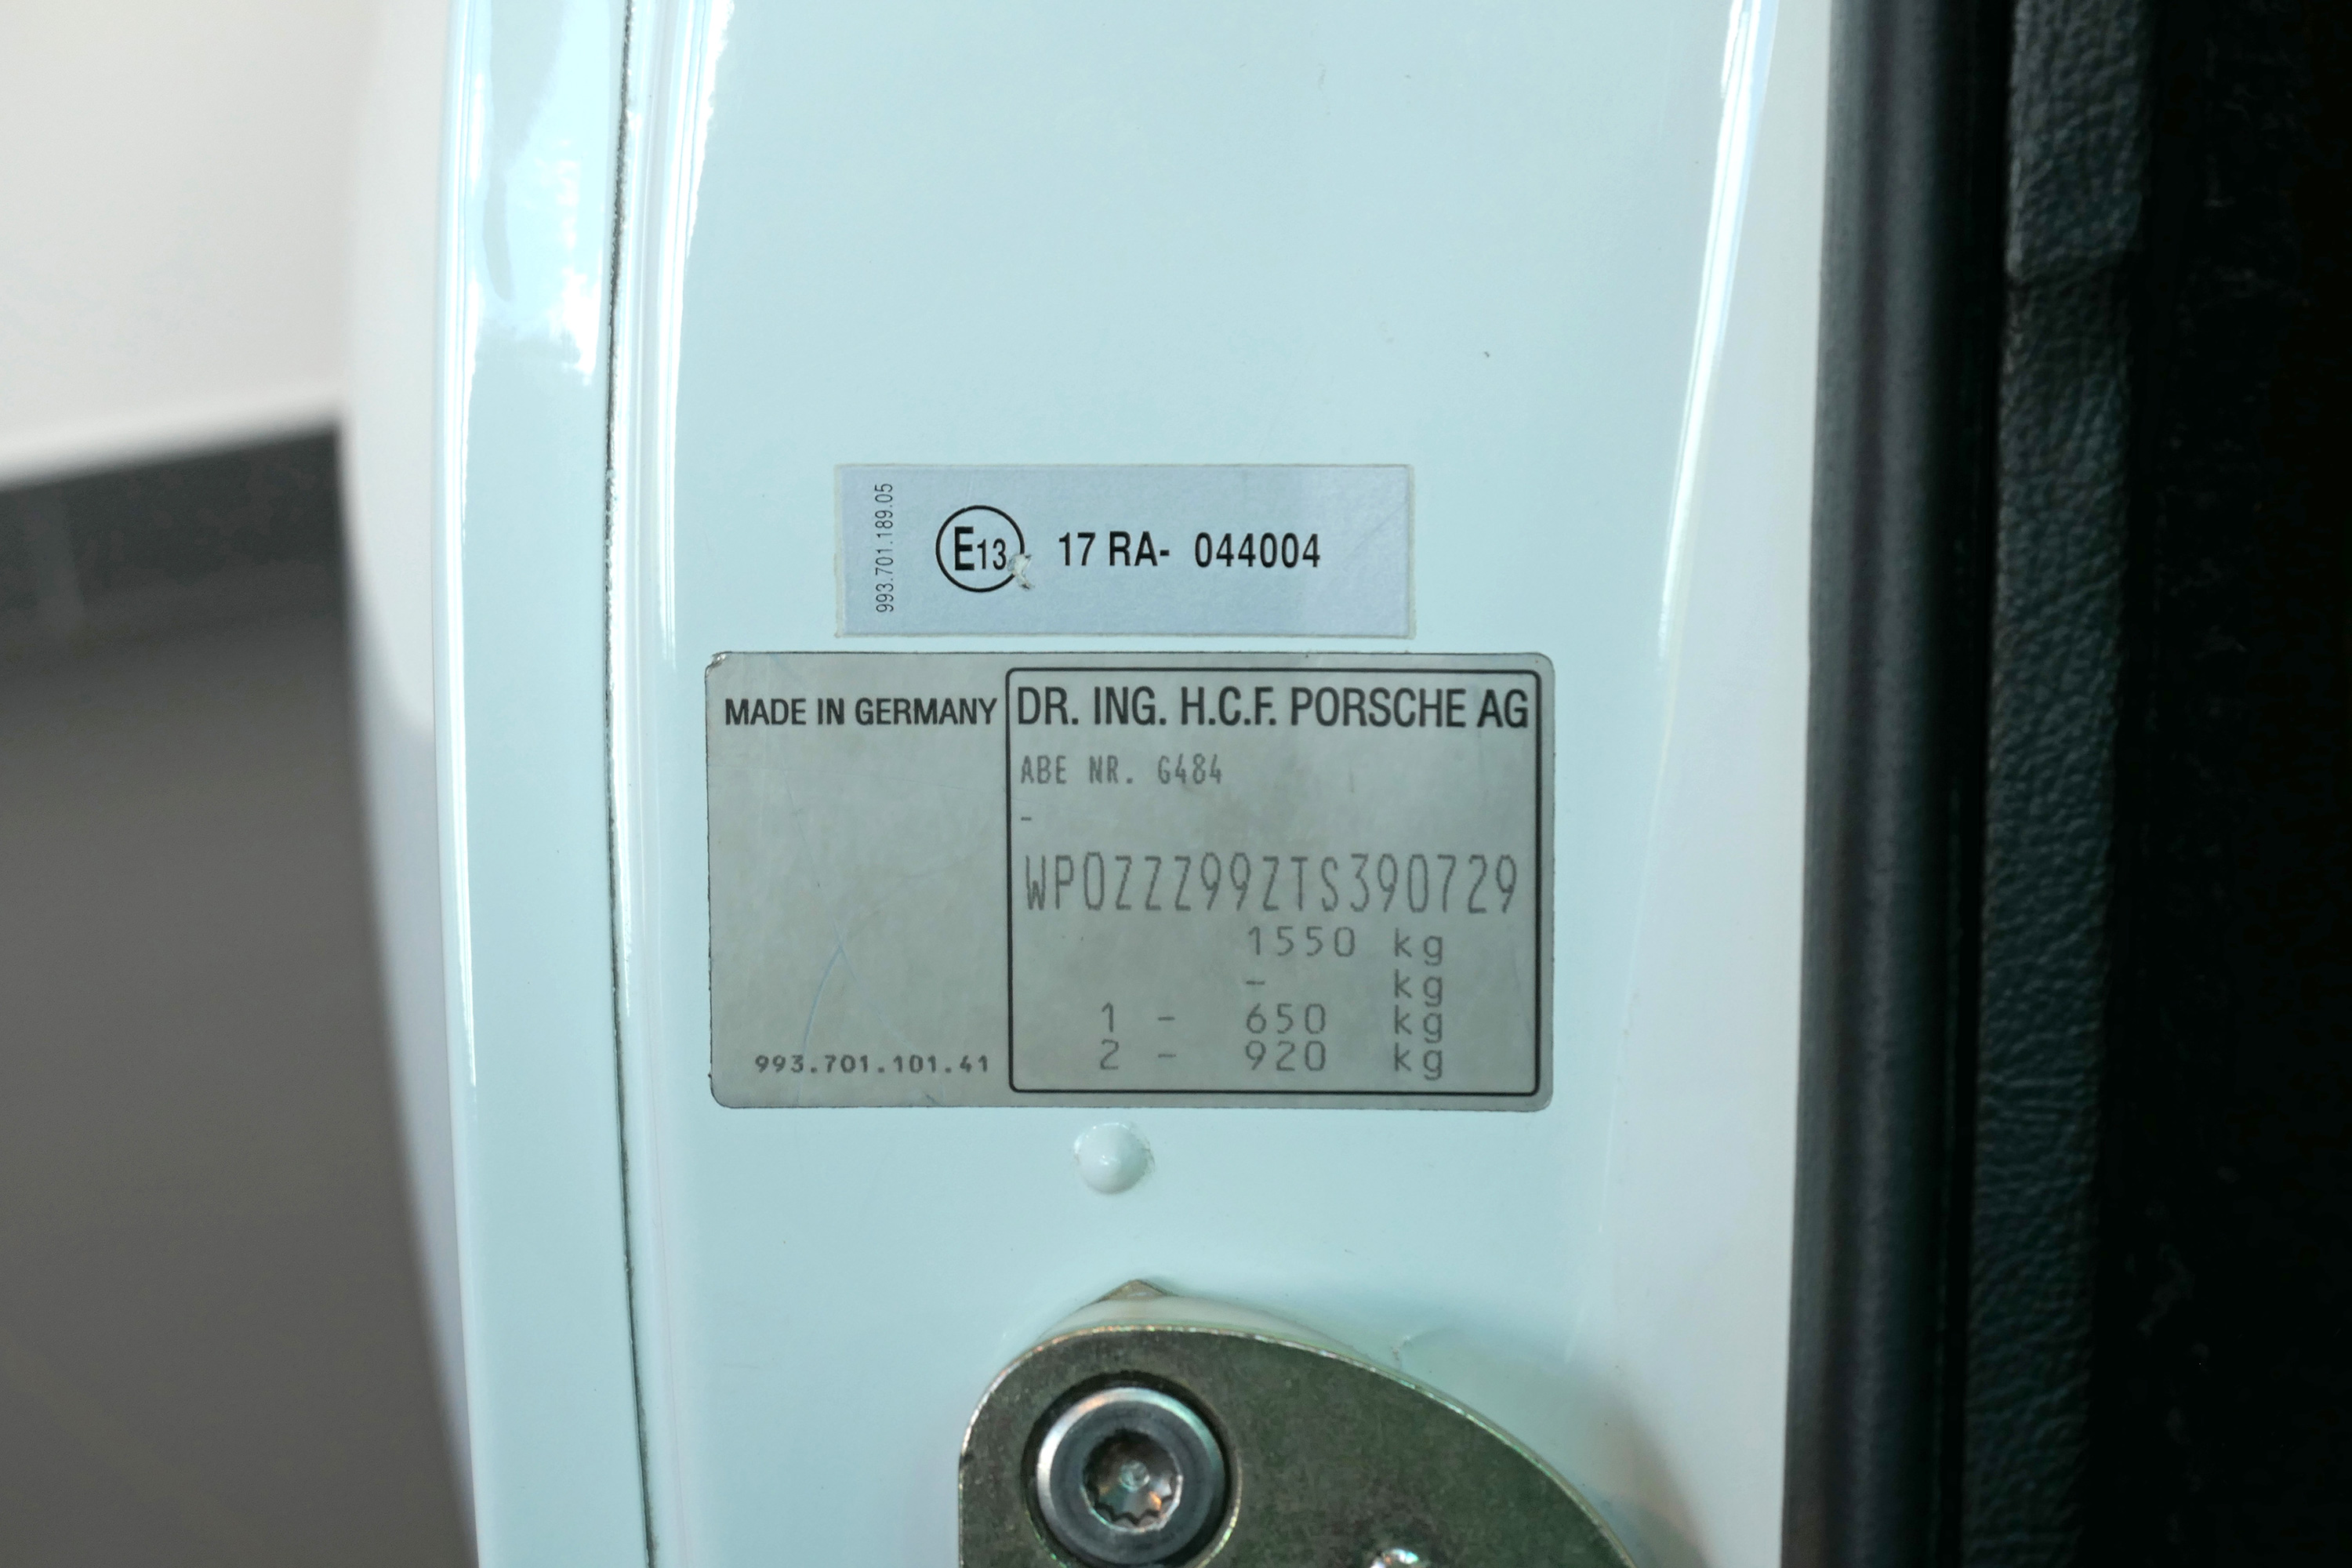 993.701.189.05
E13 17 RA- 044004
MADE IN GERMANY
993.701.101.41
DR. ING. H.C.F. PORSCHE AG
ABE NR. G484
-
WP0ZZZ99ZTS390729
1550 kg
- kg
1 - 650 kg
2 - 920 kg